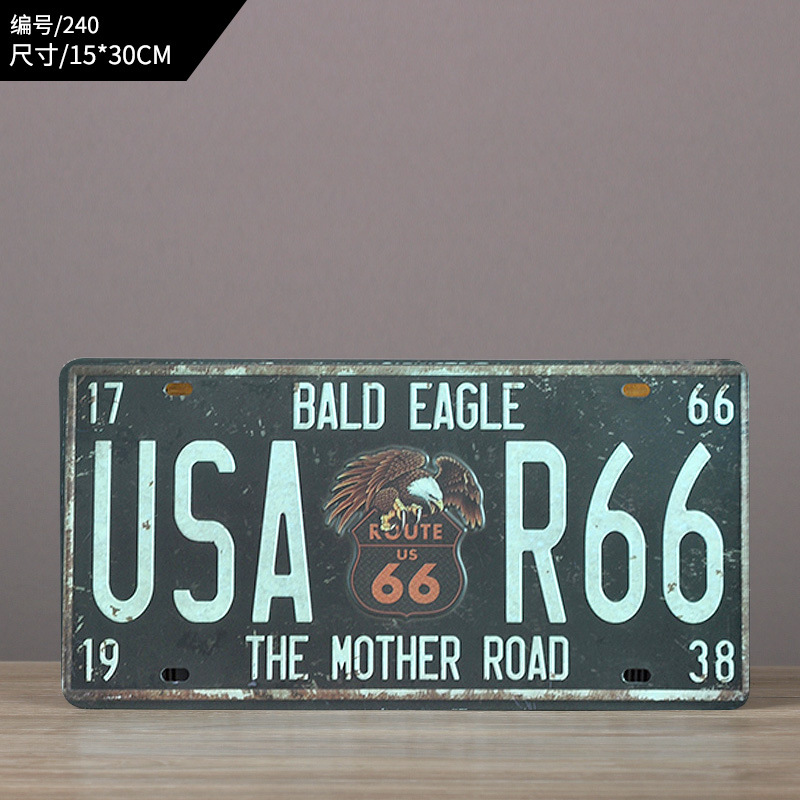 编号/240
尺寸/15*30CM
17 BALD EAGLE 66
USA R66
ROUTE
US
66
19 THE MOTHER ROAD 38